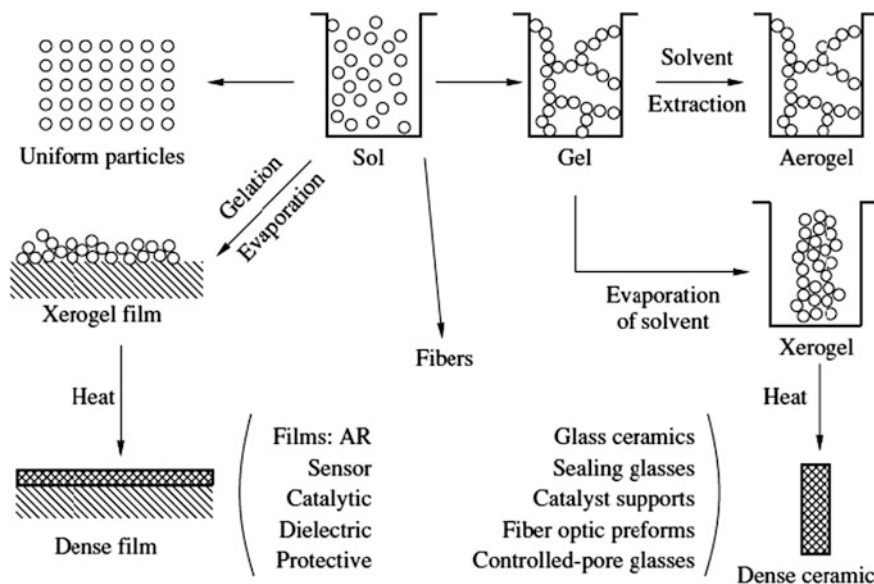 Solvent
Extraction
Uniform particles
Sol
Gel
Aerogel
Gelation
Evaporation
Xerogel film
Evaporation
of solvent
Xerogel
Fibers
Heat
Heat
Films: AR
Sensor
Catalytic
Dielectric
Protective
Glass ceramics
Sealing glasses
Catalyst supports
Fiber optic preforms
Controlled-pore glasses
Dense film
Dense ceramic